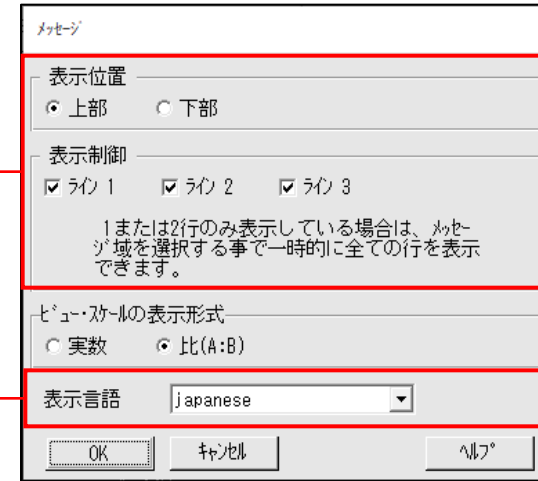 ﾒｯｾｰｼﾞ
表示位置
上部 下部
表示制御
ﾗｲﾝ 1 ﾗｲﾝ 2 ﾗｲﾝ 3
1または2行のみ表示している場合は、ﾒｯｾｰ
ｼﾞ域を選択する事で一時的に全ての行を表示
できます。
ﾋﾞｭｰ･ｽｹｰﾙの表示形式
実数 比(A:B)
表示言語 japanese
OK ｷｬﾝｾﾙ ﾍﾙﾌﾟ